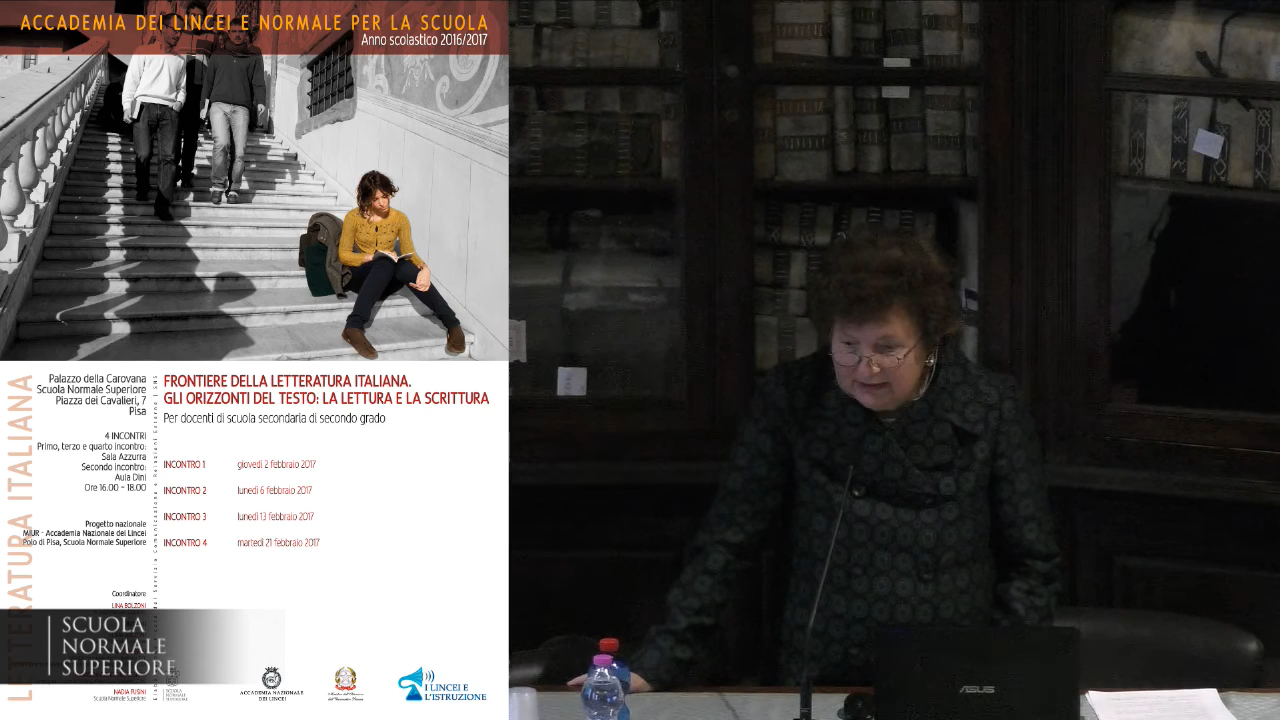 ACCADEMIA DEI LINCEI E NORMALE PER LA SCUOLA
Anno scolastico 2016/2017
LETTERATURA ITALIANA
Palazzo della Carovana
Scuola Normale Superiore
Piazza dei Cavalieri, 7
Pisa
4 INCONTRI
Primo, terzo e quarto incontro:
Sala Azzurra
Secondo incontro:
Aula Dini
Ore 16.00 - 18.00
Progetto nazionale
MIUR - Accademia Nazionale dei Lincei
Polo di Pisa, Scuola Normale Superiore
Coordinatore
LINA BOLZONI
FRONTIERE DELLA LETTERATURA ITALIANA.
GLI ORIZZONTI DEL TESTO: LA LETTURA E LA SCRITTURA
Per docenti di scuola secondaria di secondo grado
INCONTRO 1 giovedì 2 febbraio 2017
INCONTRO 2 lunedì 6 febbraio 2017
INCONTRO 3 lunedì 13 febbraio 2017
INCONTRO 4 martedì 21 febbraio 2017
SCUOLA
NORMALE
SUPERIORE
NADIA FUSINI
Scuola Normale Superiore
SCUOLA
NORMALE
SUPERIORE
ACCADEMIA NAZIONALE
DEI LINCEI
I LINCEI E
L'ISTRUZIONE
ASUS